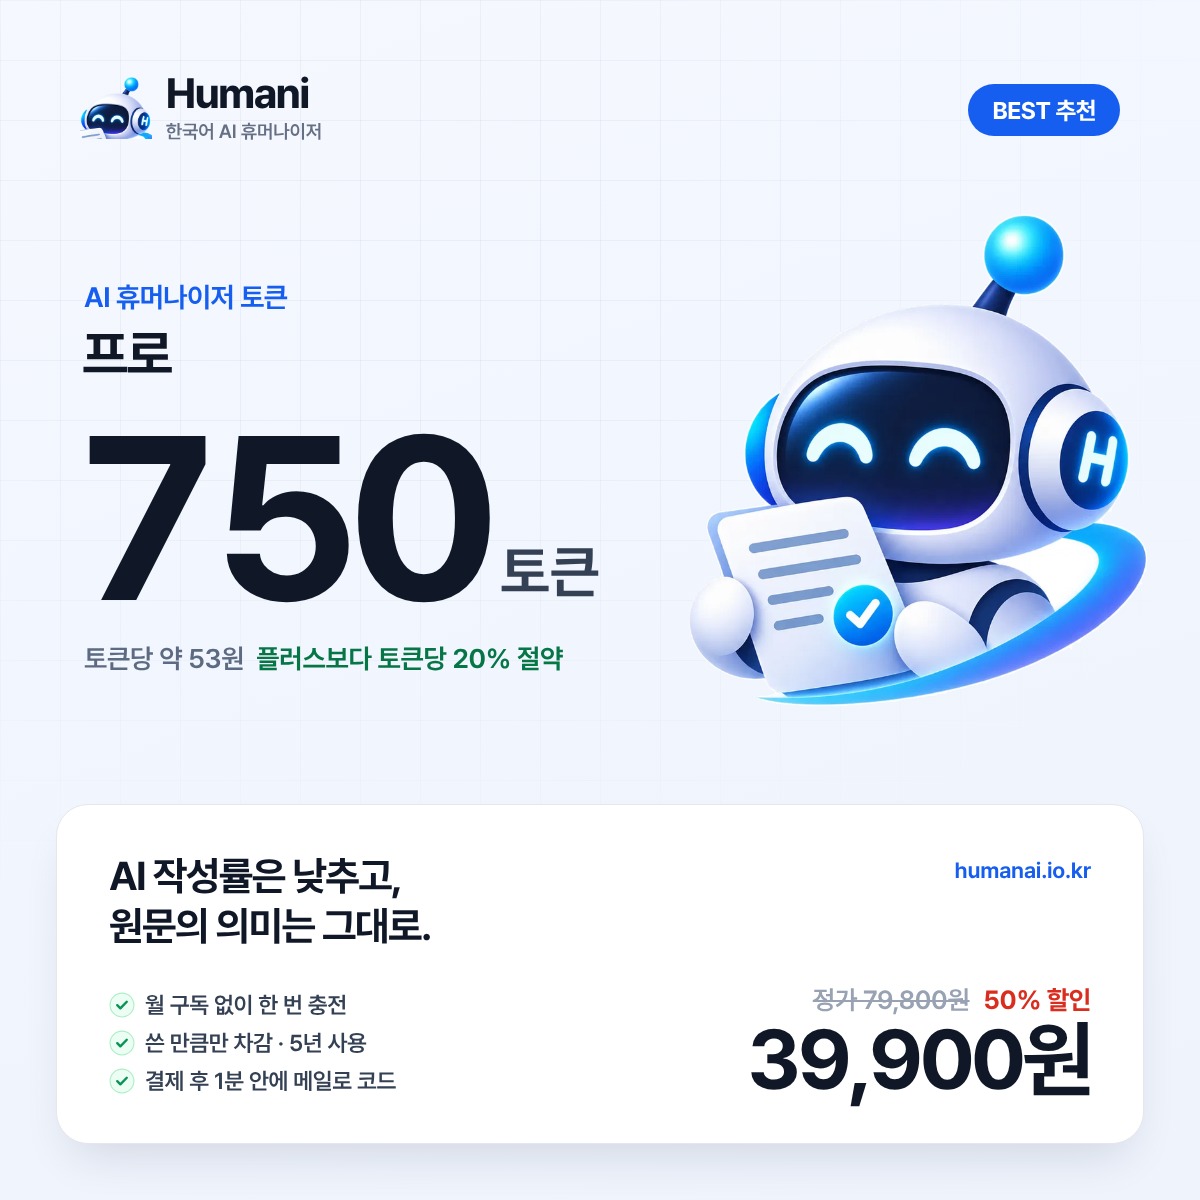 Humani
한국어 AI 휴머나이저
BEST 추천
AI 휴머나이저 토큰
프로
750 토큰
토큰당 약 53원 플러스보다 토큰당 20% 절약
H
H
AI 작성률은 낮추고,
원문의 의미는 그대로.
humanai.io.kr
월 구독 없이 한 번 충전
쓴 만큼만 차감 · 5년 사용
결제 후 1분 안에 메일로 코드
정가 79,800원 50% 할인
39,900원